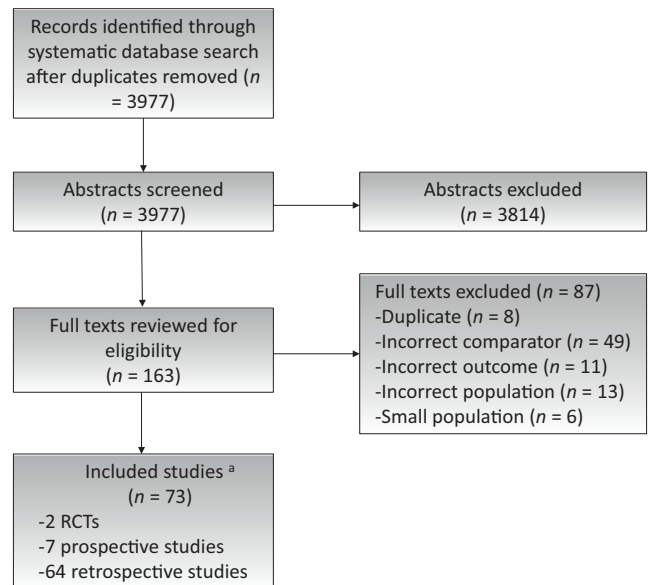 Records identified through
systematic database search
after duplicates removed (n
= 3977)
Abstracts screened
(n = 3977)
Abstracts excluded
(n = 3814)
Full texts reviewed for
eligibility
(n = 163)
Full texts excluded (n = 87)
-Duplicate (n = 8)
-Incorrect comparator (n = 49)
-Incorrect outcome (n = 11)
-Incorrect population (n = 13)
-Small population (n = 6)
Included studies a
(n = 73)
-2 RCTs
-7 prospective studies
-64 retrospective studies